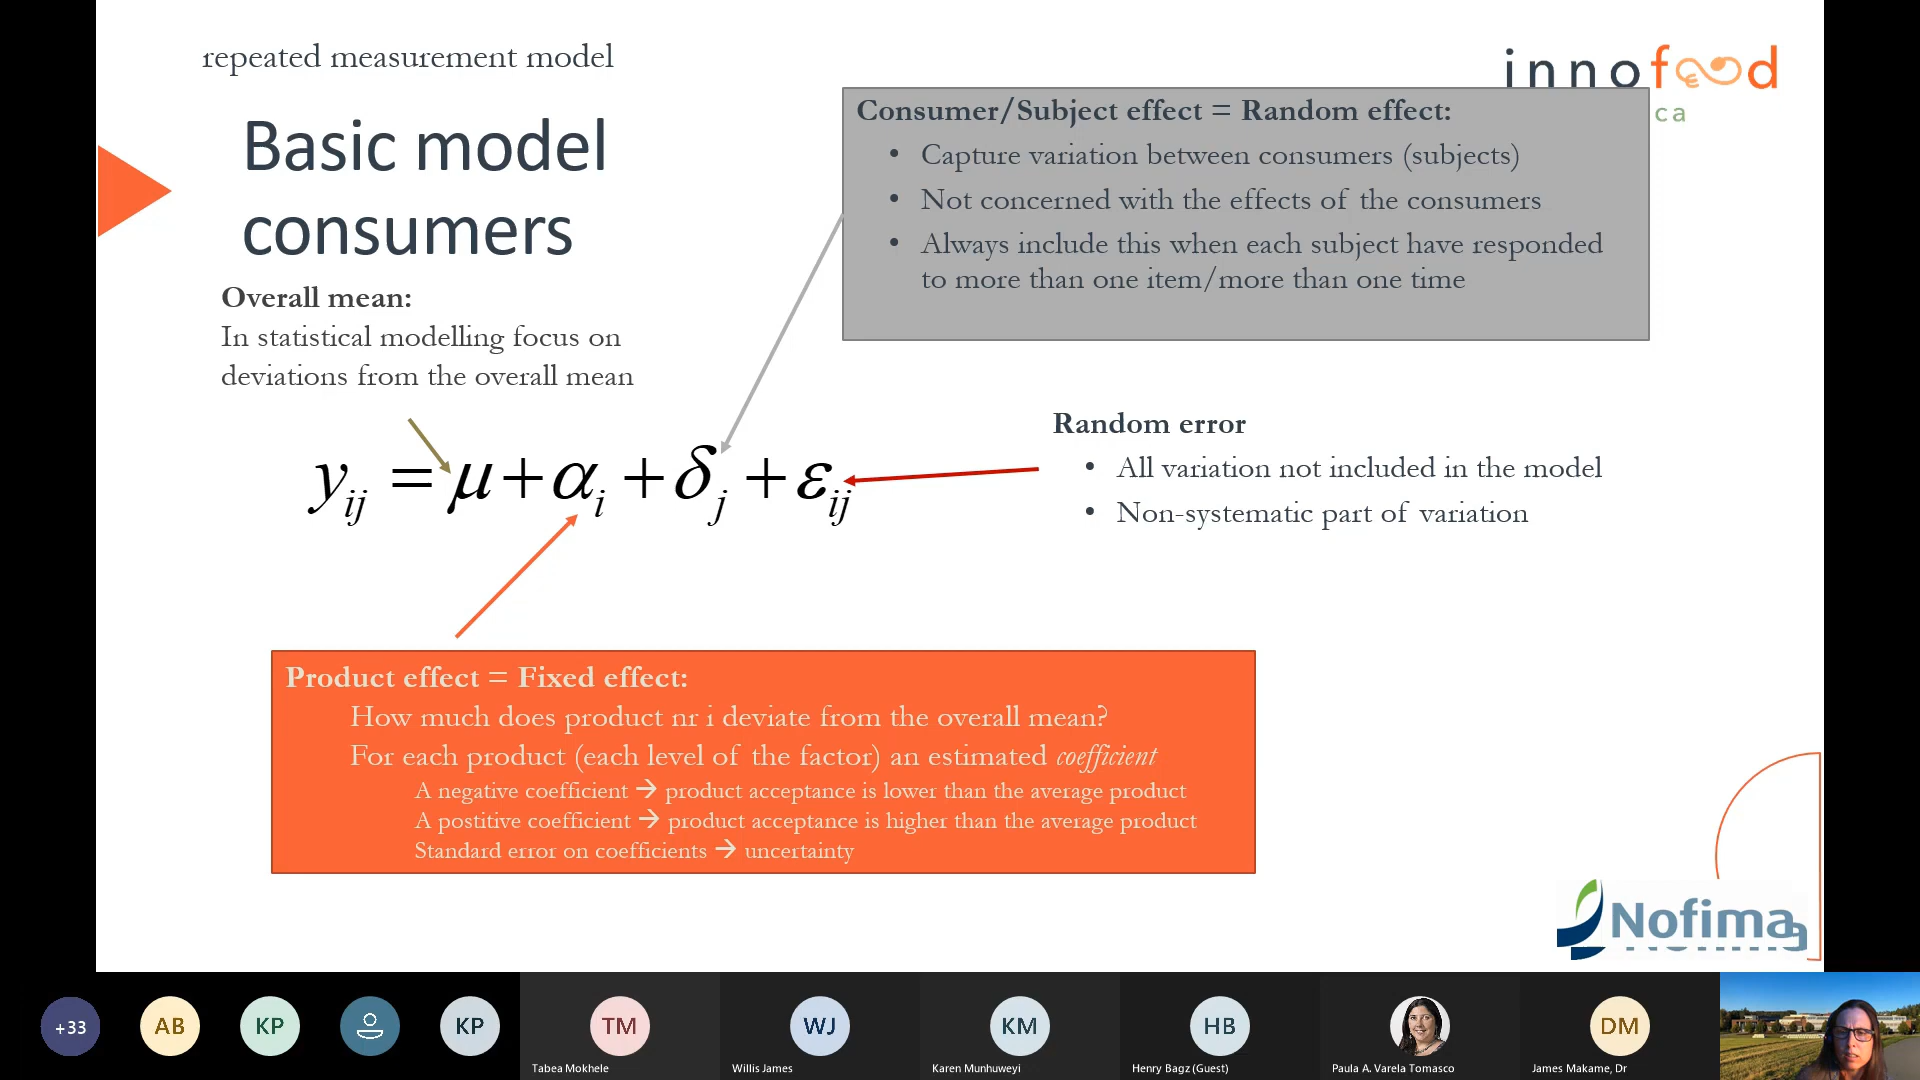 repeated measurement model
innofood
ca
Basic model
consumers
Consumer/Subject effect = Random effect:
• Capture variation between consumers (subjects)
• Not concerned with the effects of the consumers
• Always include this when each subject have responded
to more than one item/more than one time
Overall mean:
In statistical modelling focus on
deviations from the overall mean
y_ij = μ + α_i + δ_j + ε_ij
Random error
• All variation not included in the model
• Non-systematic part of variation
Product effect = Fixed effect:
How much does product nr i deviate from the overall mean?
For each product (each level of the factor) an estimated coefficient
A negative coefficient → product acceptance is lower than the average product
A postitive coefficient → product acceptance is higher than the average product
Standard error on coefficients → uncertainty
Nofima
+33
AB
KP
KP
TM
WJ
KM
HB
DM
Tabea Mokhele
Willis James
Karen Munhuweyi
Henry Bagz (Guest)
Paula A. Varela Tomasco
James Makame, Dr